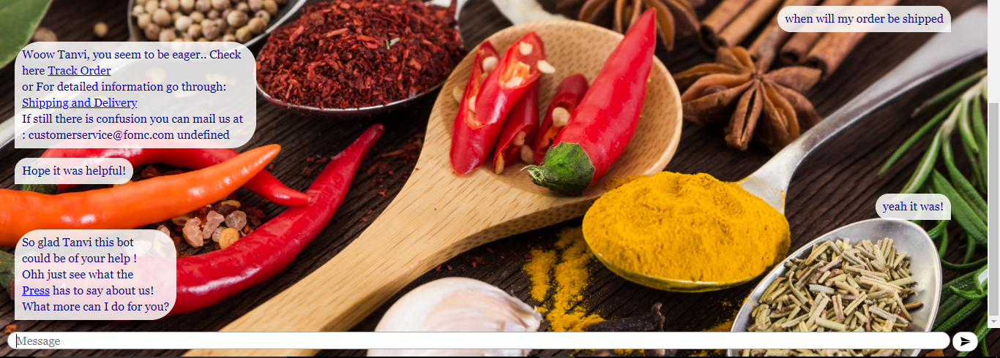 when will my order be shipped
Woow Tanvi, you seem to be eager.. Check
here Track Order
or For detailed information go through:
Shipping and Delivery
If still there is confusion you can mail us at
: customerservice@fomc.com undefined
Hope it was helpful!
yeah it was!
So glad Tanvi this bot
could be of your help !
Ohh just see what the
Press has to say about us!
What more can I do for you?
Message